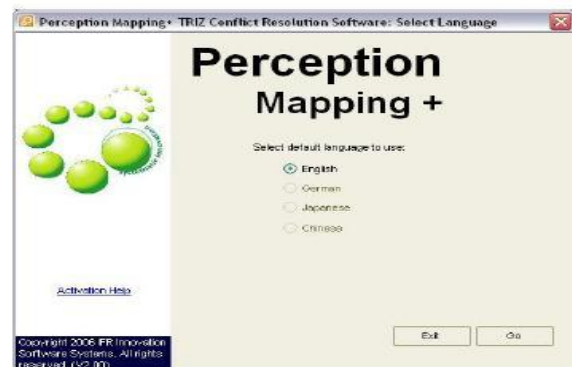 Perception Mapping+ TRIZ Conflict Resolution Software: Select Language
Perception
Mapping +
Select default language to use:
English
German
Japanese
Chinese
Activation Help
Exit
Go
Copyright 2006 IFR Innovation
Software Systems, All rights
reserved. (V2.00)